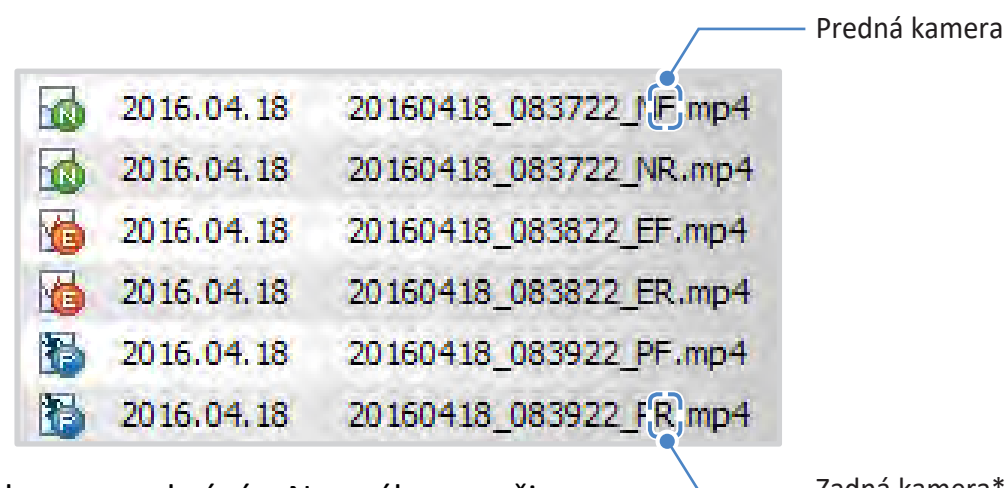 Predná kamera
2016.04.18 20160418_083722_NF.mp4
2016.04.18 20160418_083722_NR.mp4
2016.04.18 20160418_083822_EF.mp4
2016.04.18 20160418_083822_ER.mp4
2016.04.18 20160418_083922_PF.mp4
2016.04.18 20160418_083922_PR.mp4
Zadná kamera*